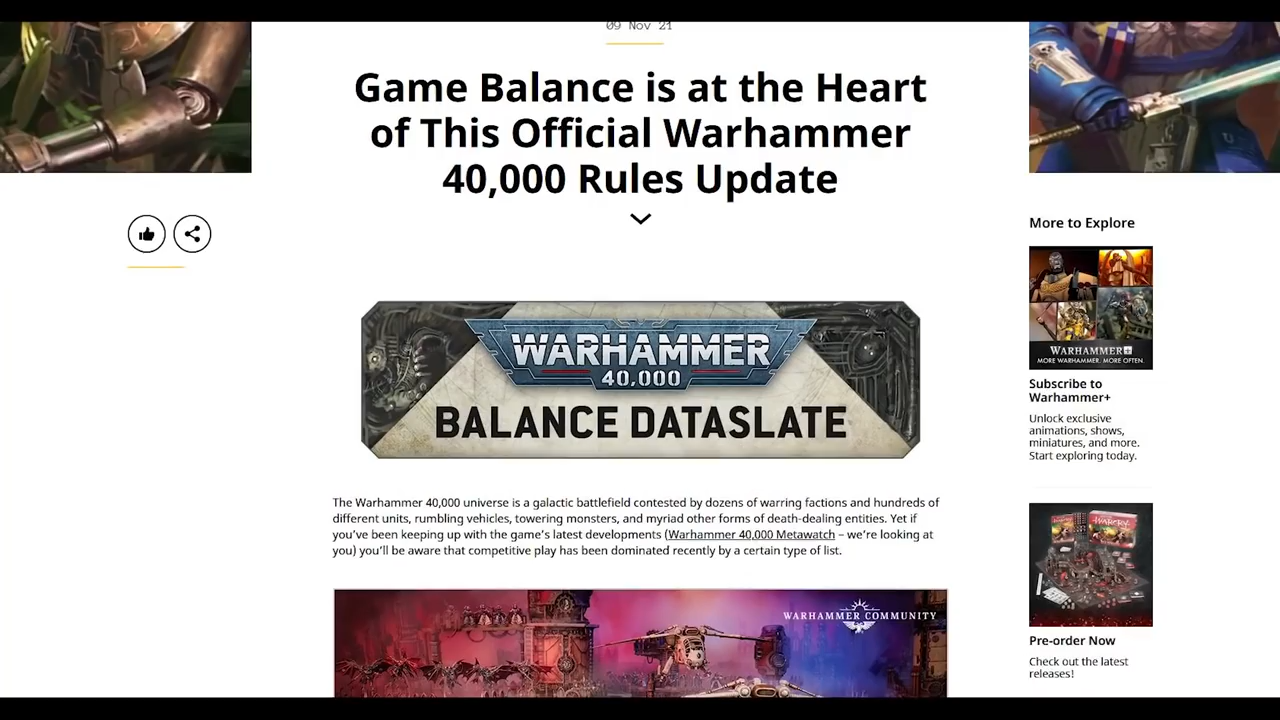 09 Nov 21
Game Balance is at the Heart
of This Official Warhammer
40,000 Rules Update
WARHAMMER
40,000
BALANCE DATASLATE
The Warhammer 40,000 universe is a galactic battlefield contested by dozens of warring factions and hundreds of
different units, rumbling vehicles, towering monsters, and myriad other forms of death-dealing entities. Yet if
you've been keeping up with the game's latest developments (Warhammer 40,000 Metawatch – we're looking at
you) you'll be aware that competitive play has been dominated recently by a certain type of list.
WARHAMMER COMMUNITY
More to Explore
WARHAMMER+
MORE WARHAMMER. MORE OFTEN.
Subscribe to
Warhammer+
Unlock exclusive
animations, shows,
miniatures, and more.
Start exploring today.
WARCRY
Pre-order Now
Check out the latest
releases!